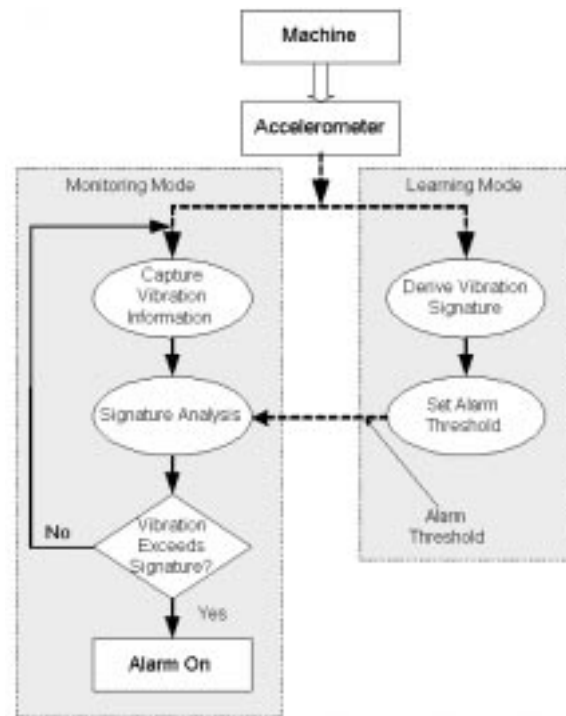 Machine
Accelerometer
Monitoring Mode
Learning Mode
Capture
Vibration
Information
Derive Vibration
Signature
Signature Analysis
Set Alarm
Threshold
Alarm
Threshold
No
Vibration
Exceeds
Signature?
Yes
Alarm On